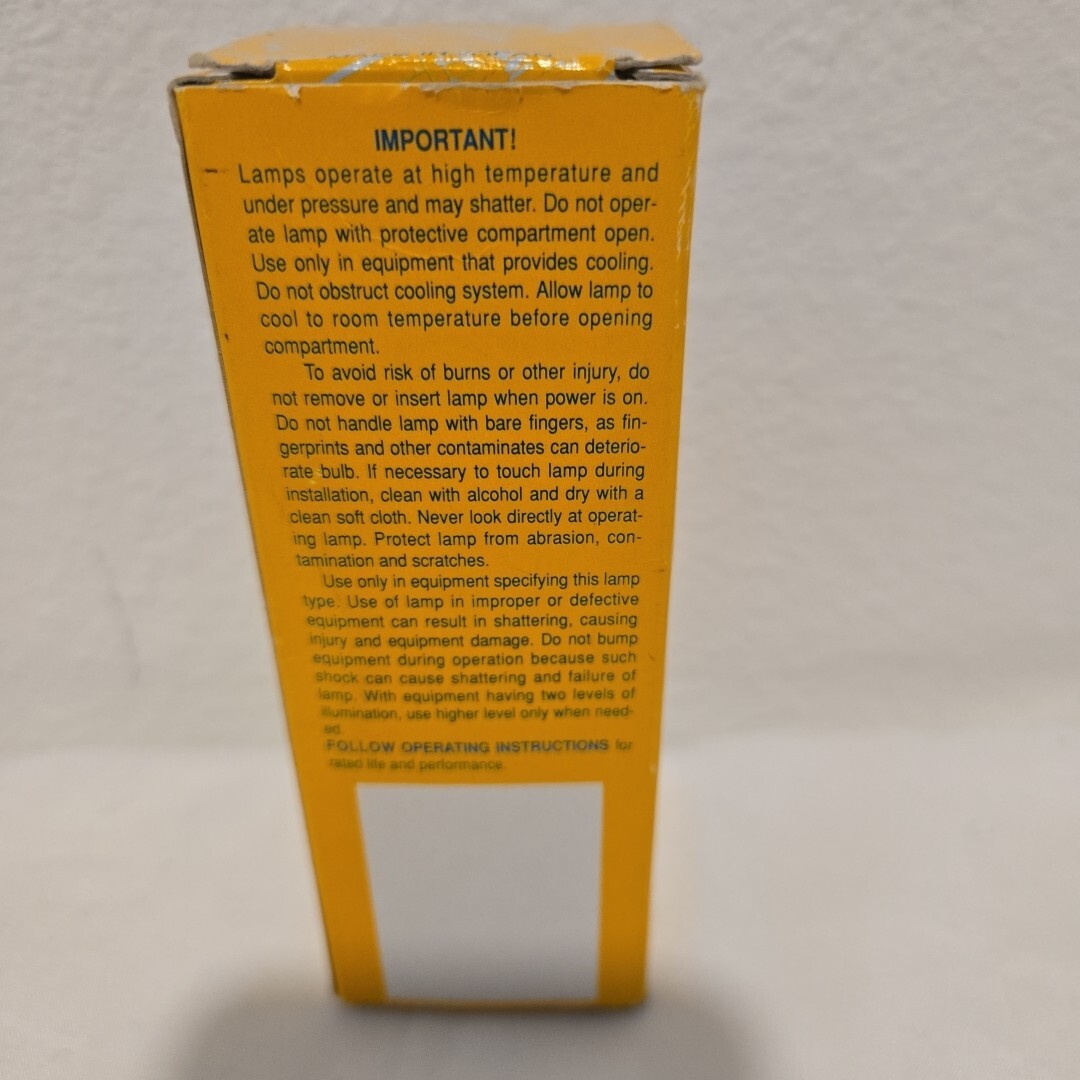 IMPORTANT!
Lamps operate at high temperature and
under pressure and may shatter. Do not oper-
ate lamp with protective compartment open.
Use only in equipment that provides cooling.
Do not obstruct cooling system. Allow lamp to
cool to room temperature before opening
compartment.
To avoid risk of burns or other injury, do
not remove or insert lamp when power is on.
Do not handle lamp with bare fingers, as fin-
gerprints and other contaminates can deterio-
rate bulb. If necessary to touch lamp during
installation, clean with alcohol and dry with a
clean soft cloth. Never look directly at operat-
ing lamp. Protect lamp from abrasion, con-
tamination and scratches.
Use only in equipment specifying this lamp
type. Use of lamp in improper or defective
equipment can result in shattering, causing
injury and equipment damage. Do not bump
equipment during operation because such
shock can cause shattering and failure of
lamp. With equipment having two levels of
illumination, use higher level only when need-
ed.
FOLLOW OPERATING INSTRUCTIONS for
rated life and performance.